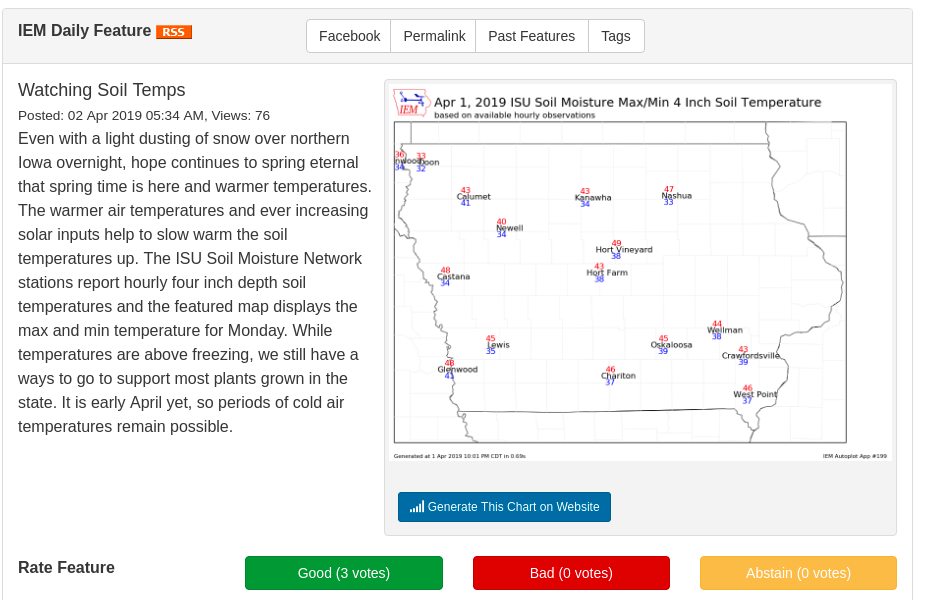 IEM Daily Feature RSS
Facebook Permalink Past Features Tags
Watching Soil Temps
Posted: 02 Apr 2019 05:34 AM, Views: 76
Even with a light dusting of snow over northern
Iowa overnight, hope continues to spring eternal
that spring time is here and warmer temperatures.
The warmer air temperatures and ever increasing
solar inputs help to slow warm the soil
temperatures up. The ISU Soil Moisture Network
stations report hourly four inch depth soil
temperatures and the featured map displays the
max and min temperature for Monday. While
temperatures are above freezing, we still have a
ways to go to support most plants grown in the
state. It is early April yet, so periods of cold air
temperatures remain possible.
IEM
Apr 1, 2019 ISU Soil Moisture Max/Min 4 Inch Soil Temperature
based on available hourly observations
36
34
33
Doon
32
43
Calumet
41
43
Kanawha
34
47
Nashua
33
40
Newell
34
49
Hort Vineyard
38
43
Hort Farm
38
48
Castana
34
44
Wellman
38
45
Lewis
35
45
Oskaloosa
39
43
Crawfordsville
39
48
Glenwood
41
46
Chariton
37
46
West Point
37
Generated at 1 Apr 2019 10:01 PM CDT in 0.69s
IEM Autoplot App #199
Generate This Chart on Website
Rate Feature
Good (3 votes)
Bad (0 votes)
Abstain (0 votes)